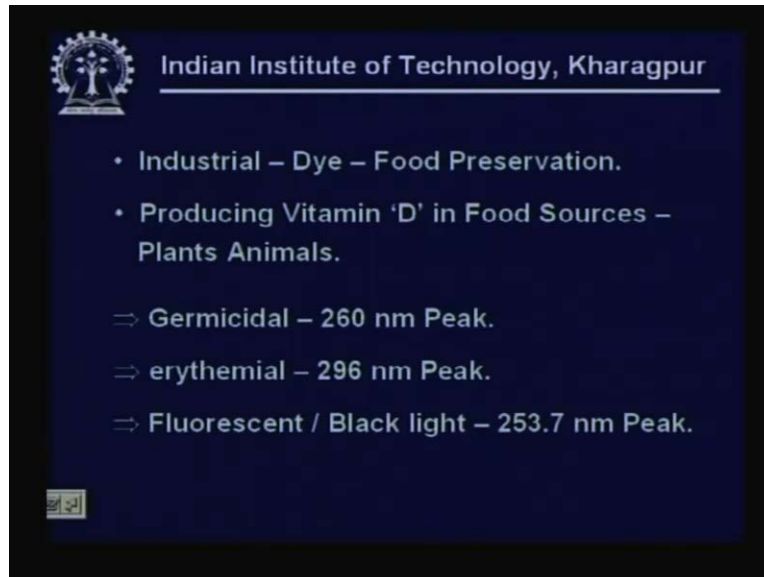 Indian Institute of Technology, Kharagpur
• Industrial – Dye – Food Preservation.
• Producing Vitamin ‘D’ in Food Sources –
Plants Animals.
⇒ Germicidal – 260 nm Peak.
⇒ erythemial – 296 nm Peak.
⇒ Fluorescent / Black light – 253.7 nm Peak.